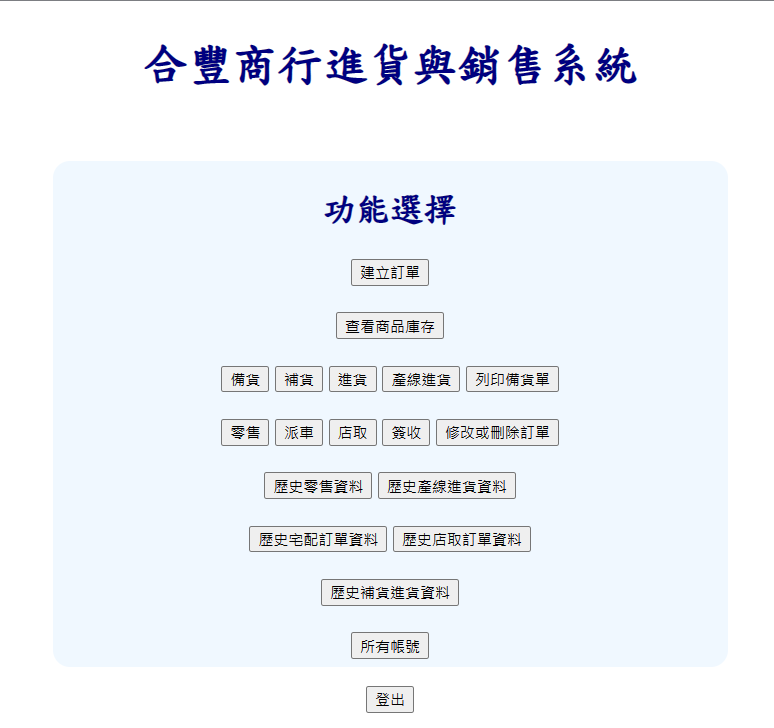 合豐商行進貨與銷售系統
功能選擇
建立訂單
查看商品庫存
備貨 補貨 進貨 產線進貨 列印備貨單
零售 派車 店取 簽收 修改或刪除訂單
歷史零售資料 歷史產線進貨資料
歷史宅配訂單資料 歷史店取訂單資料
歷史補貨進貨資料
所有帳號
登出